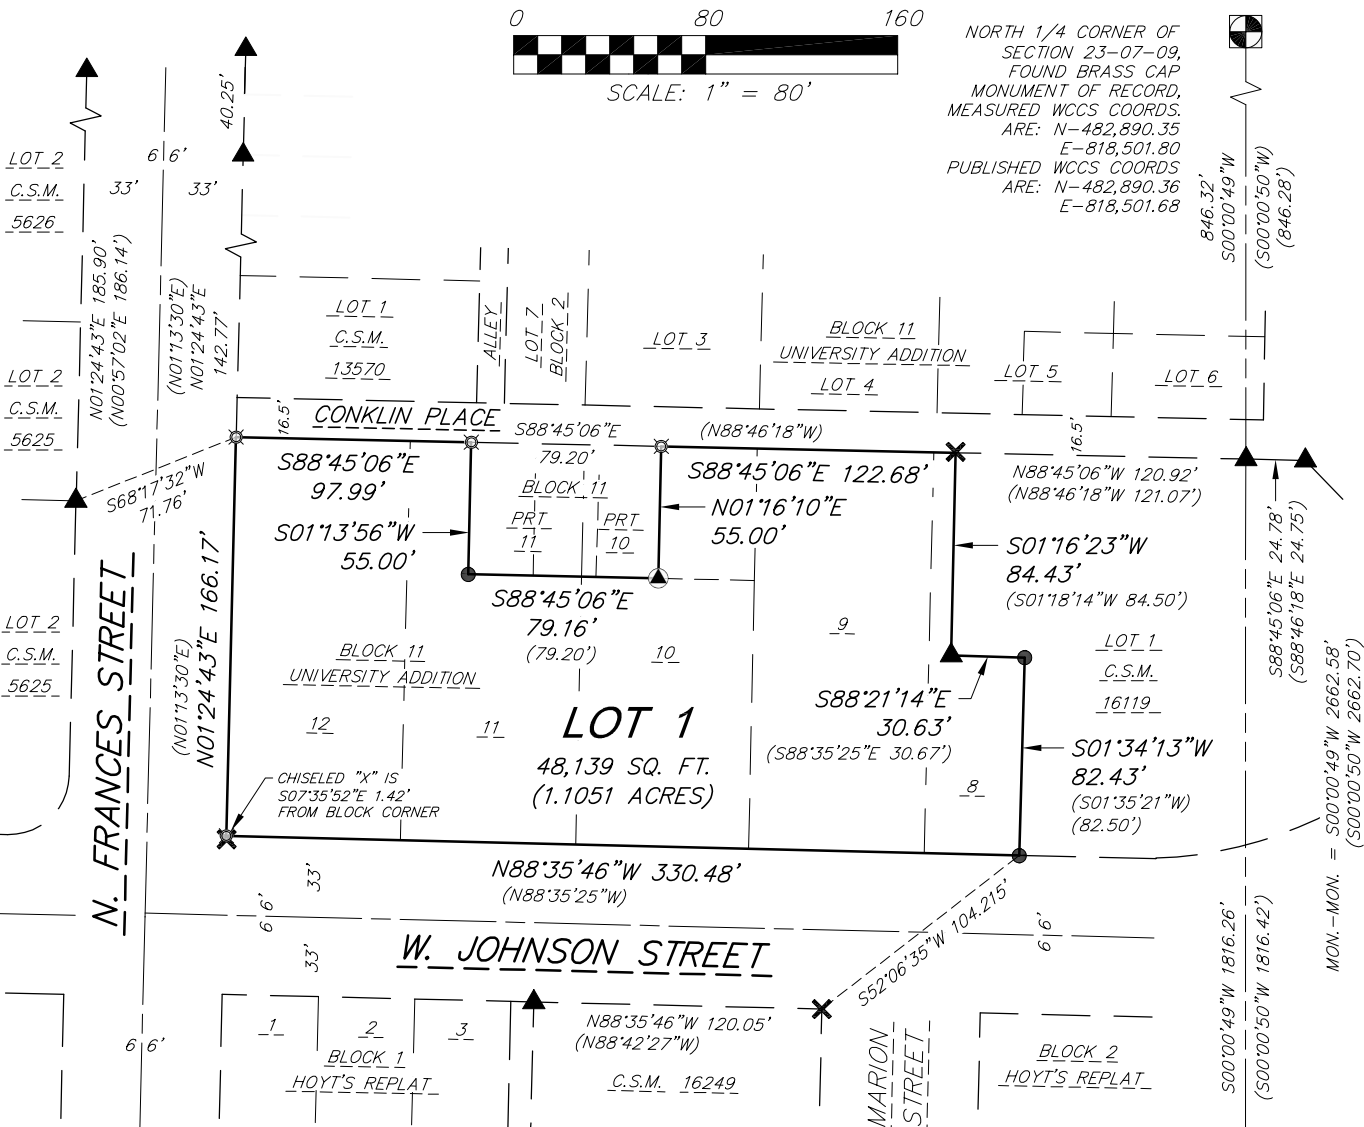 0 80 160
SCALE: 1" = 80'
NORTH 1/4 CORNER OF
SECTION 23-07-09,
FOUND BRASS CAP
MONUMENT OF RECORD,
MEASURED WCCS COORDS.
ARE: N-482,890.35
E-818,501.80
PUBLISHED WCCS COORDS
ARE: N-482,890.36
E-818,501.68
846.32'
S00°00'49"W
(S00°00'50"W)
(846.28')
40.25'
LOT 2
C.S.M.
5626
66'
33' 33'
N01°24'43"E 185.90'
(N00°57'02"E 186.14')
(N01°13'30"E)
N01°24'43"E
142.77'
LOT 2
C.S.M.
5625
LOT 1
C.S.M.
13570
ALLEY
LOT 7
BLOCK 2
LOT 3
BLOCK 11
UNIVERSITY ADDITION
LOT 4
LOT 5
LOT 6
16.5'
CONKLIN PLACE
S88°45'06"E
79.20'
(N88°46'18"W)
16.5'
S68°17'32"W
71.76'
S88°45'06"E
97.99'
S88°45'06"E 122.68'
N88°45'06"W 120.92'
(N88°46'18"W 121.07')
BLOCK 11
PRT
11
PRT
10
S01°13'56"W
55.00'
N01°16'10"E
55.00'
S01°16'23"W
84.43'
(S01°18'14"W 84.50')
S88°45'06"E 24.78'
(S88°46'18"E 24.75')
S88°45'06"E
79.16'
(79.20')
N. FRANCES STREET
(N01°13'30"E)
N01°24'43"E 166.17'
LOT 2
C.S.M.
5625
BLOCK 11
UNIVERSITY ADDITION
12
11
10
9
8
LOT 1
C.S.M.
16119
S88°21'14"E
30.63'
(S88°35'25"E 30.67')
LOT 1
48,139 SQ. FT.
(1.1051 ACRES)
S01°34'13"W
82.43'
(S01°35'21"W)
(82.50')
CHISELED "X" IS
S07°35'52"E 1.42'
FROM BLOCK CORNER
MON.-MON. = S00°00'49"W 2662.58'
(S00°00'50"W 2662.70')
N88°35'46"W 330.48'
(N88°35'25"W)
33'
66'
33'
W. JOHNSON STREET
S52°06'35"W 104.215'
66'
S00°00'49"W 1816.26'
(S00°00'50"W 1816.42')
66'
1
2
3
BLOCK 1
HOYT'S REPLAT
N88°35'46"W 120.05'
(N88°42'27"W)
C.S.M. 16249
MARION
STREET
BLOCK 2
HOYT'S REPLAT